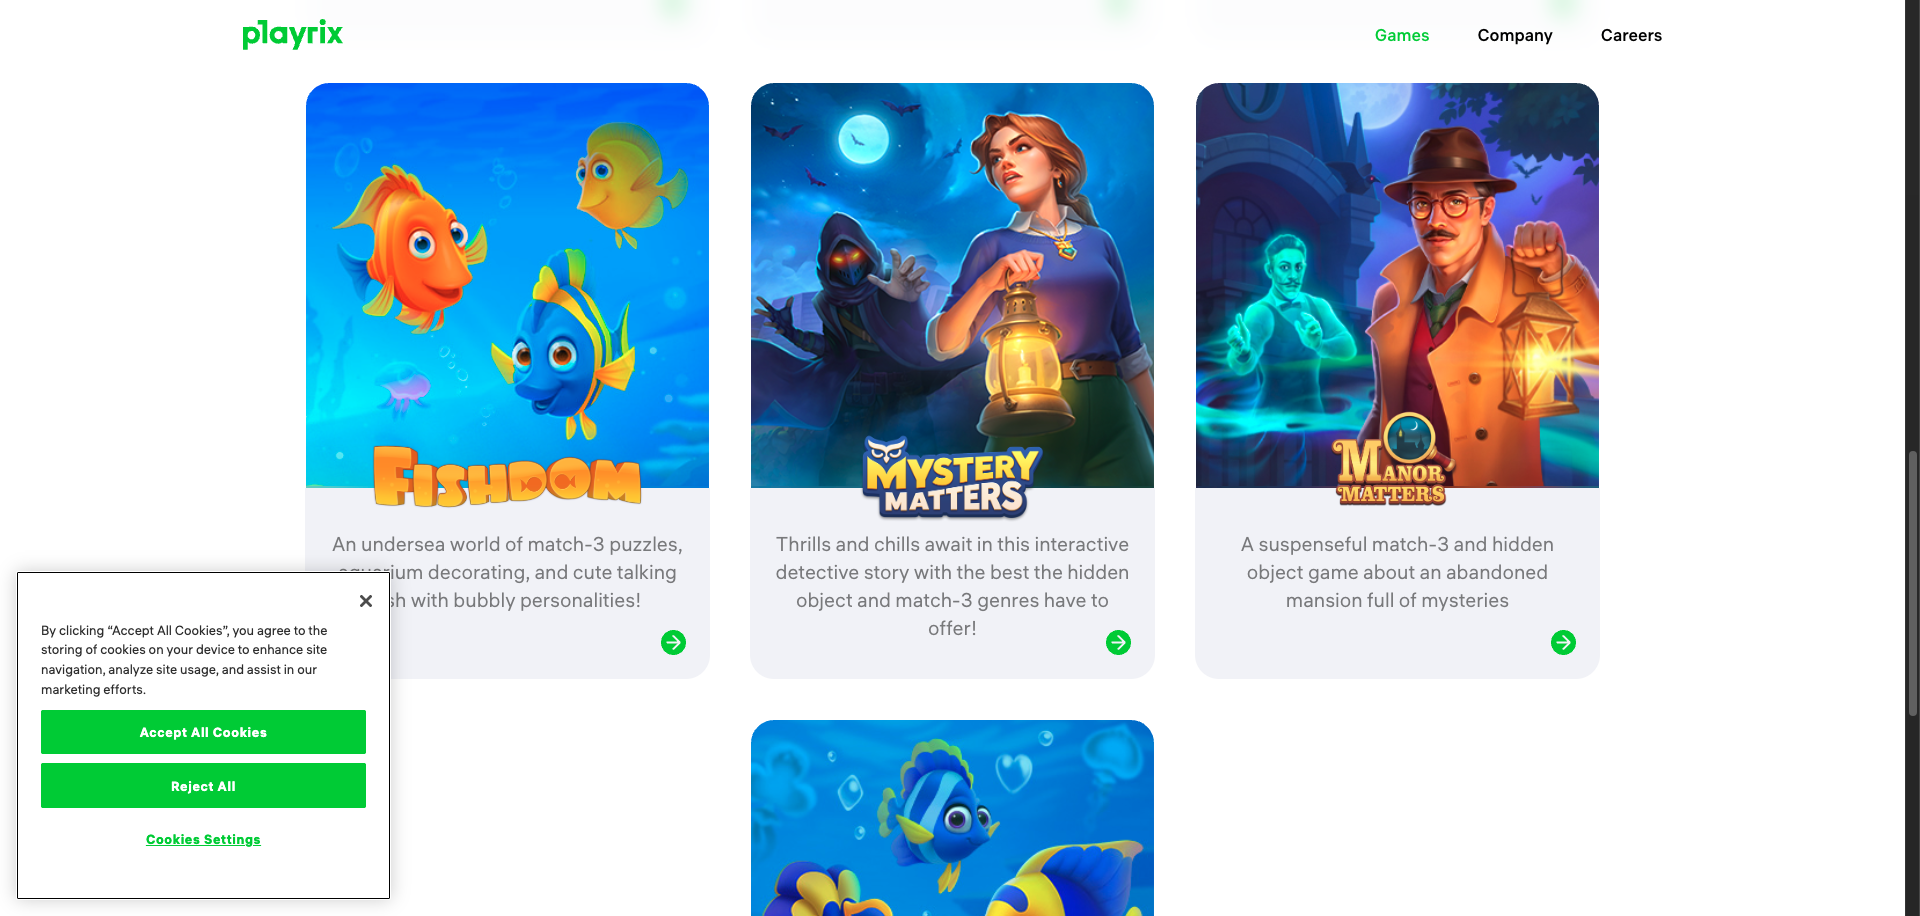 playrix
Games
Company
Careers
FISHDOM
MYSTERY
MATTERS
MANOR
MATTERS
An undersea world of match-3 puzzles,
decorating, and cute talking
with bubbly personalities!
Thrills and chills await in this interactive
detective story with the best the hidden
object and match-3 genres have to
offer!
A suspenseful match-3 and hidden
object game about an abandoned
mansion full of mysteries
By clicking “Accept All Cookies”, you agree to the
storing of cookies on your device to enhance site
navigation, analyze site usage, and assist in our
marketing efforts.
Accept All Cookies
Reject All
Cookies Settings